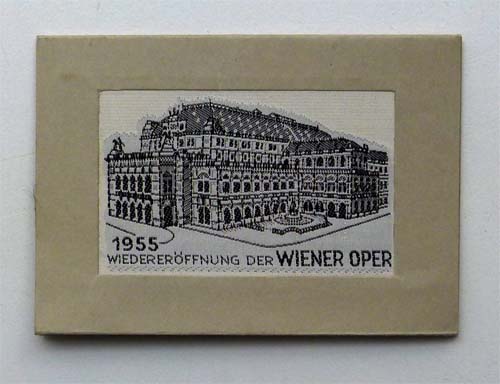 1955
WIEDERERÖFFNUNG DER WIENER OPER